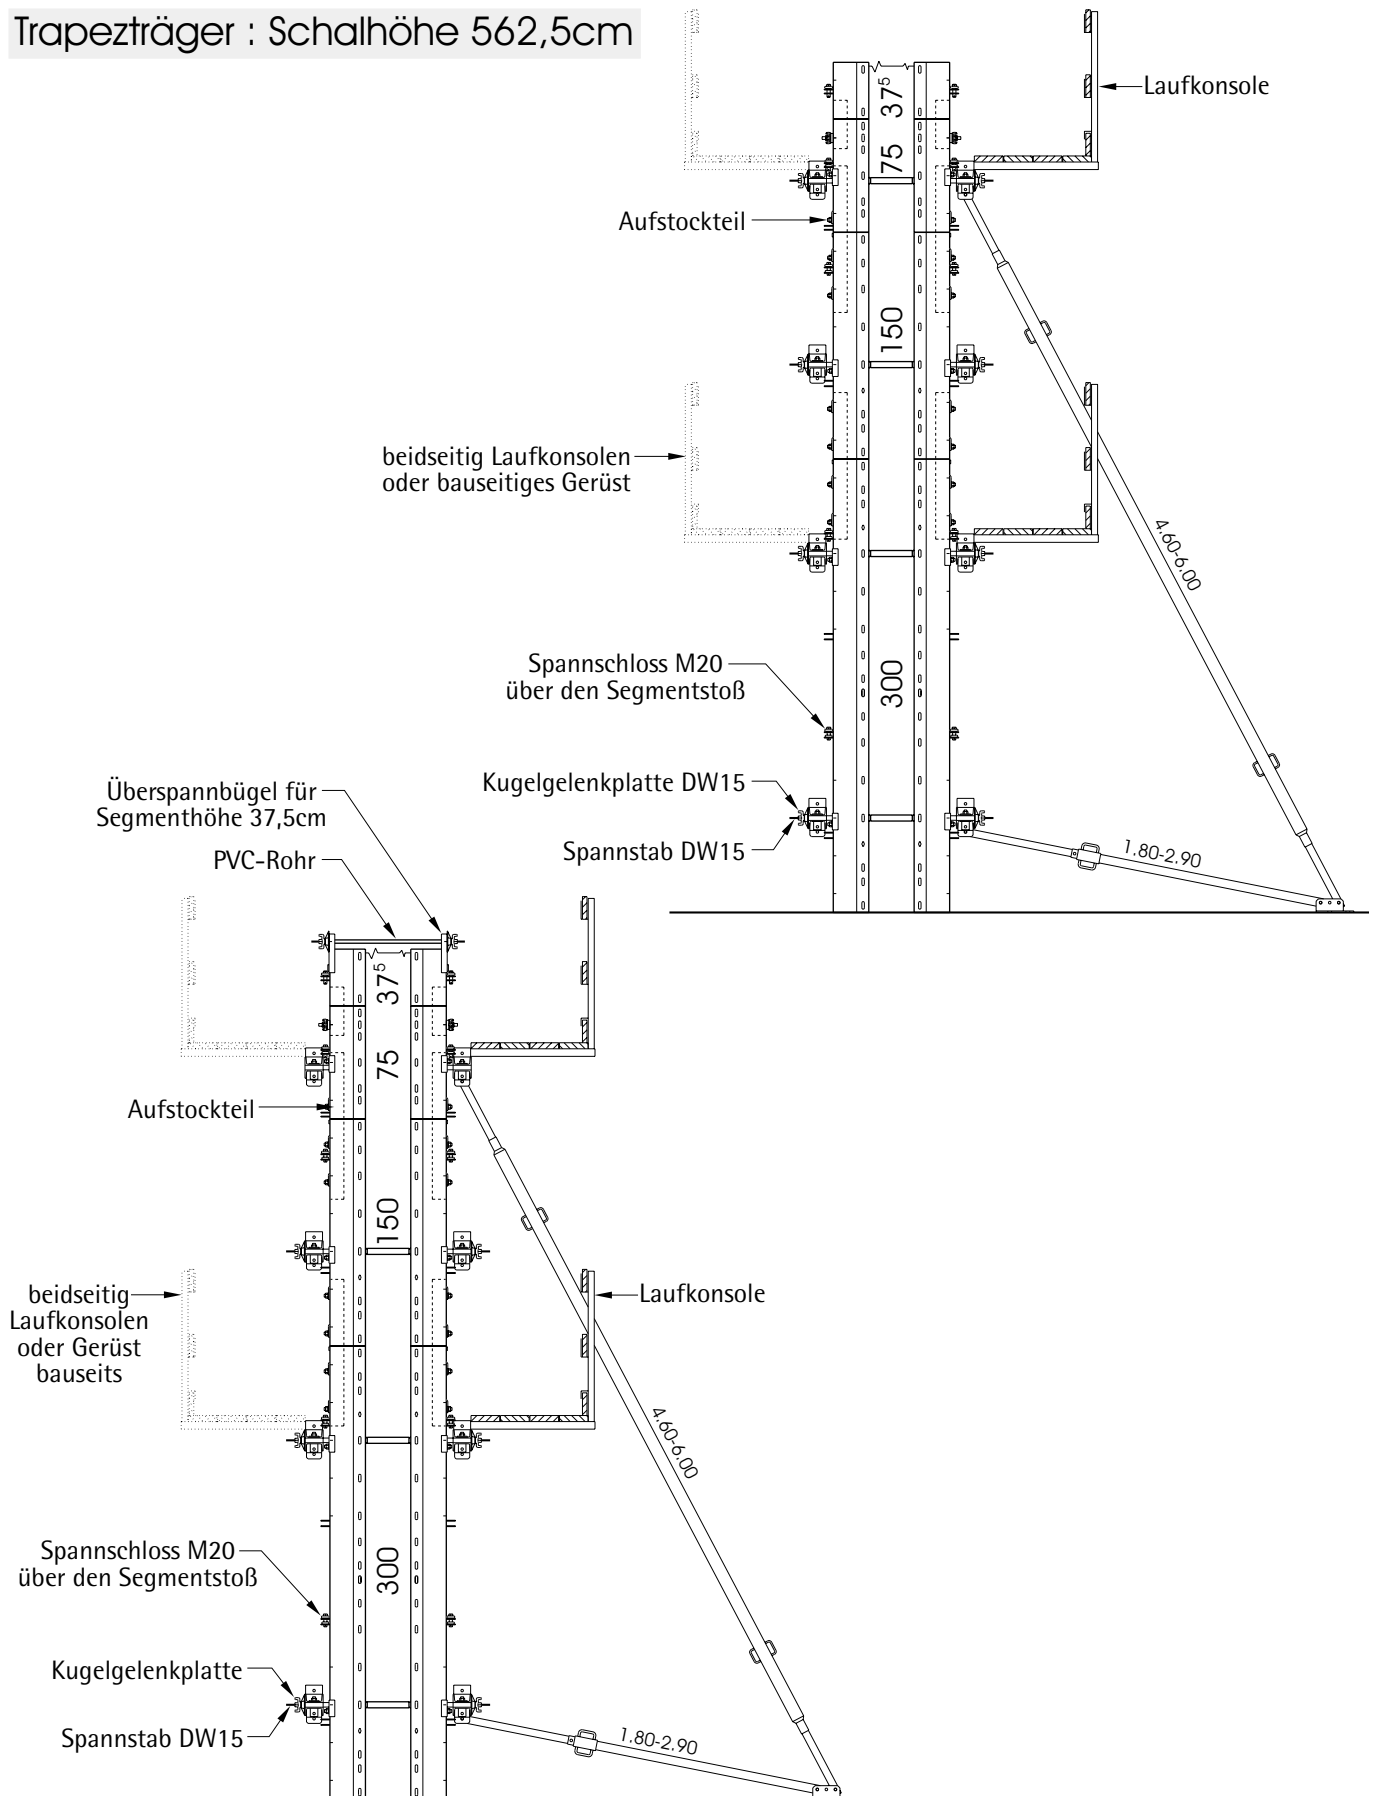 Trapezträger : Schalhöhe 562,5cm
Laufkonsole
37⁵
75
Aufstockteil
150
beidseitig Laufkonsolen
oder bauseitiges Gerüst
4.60-6.00
Spannschloss M20
über den Segmentstoß
300
Kugelgelenkplatte DW15
Spannstab DW15
1.80-2.90
Überspannbügel für
Segmenthöhe 37,5cm
PVC-Rohr
37⁵
75
Aufstockteil
150
beidseitig
Laufkonsolen
oder Gerüst
bauseits
Laufkonsole
4.60-6.00
Spannschloss M20
über den Segmentstoß
300
Kugelgelenkplatte
Spannstab DW15
1.80-2.90